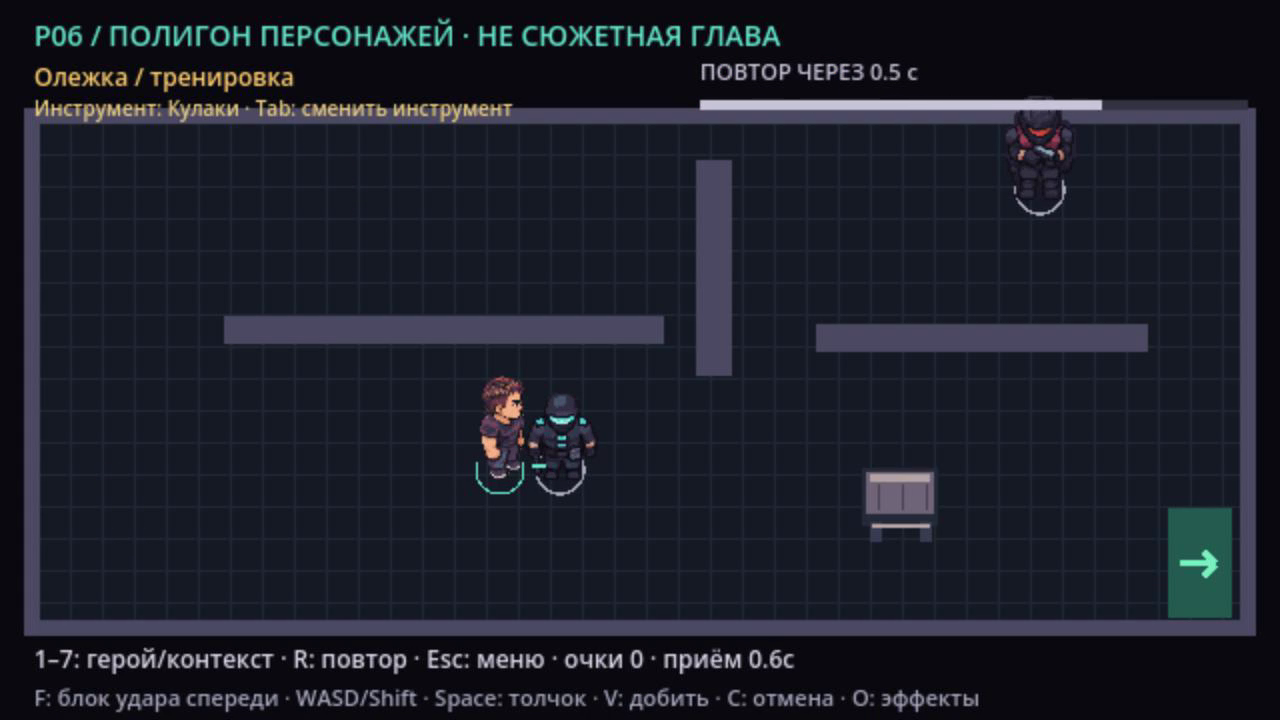 P06 / ПОЛИГОН ПЕРСОНАЖЕЙ · НЕ СЮЖЕТНАЯ ГЛАВА
Олежка / тренировка
ПОВТОР ЧЕРЕЗ 0.5 с
Инструмент: Кулаки · Tab: сменить инструмент
1–7: герой/контекст · R: повтор · Esc: меню · очки 0 · приём 0.6с
F: блок удара спереди · WASD/Shift · Space: толчок · V: добить · C: отмена · O: эффекты